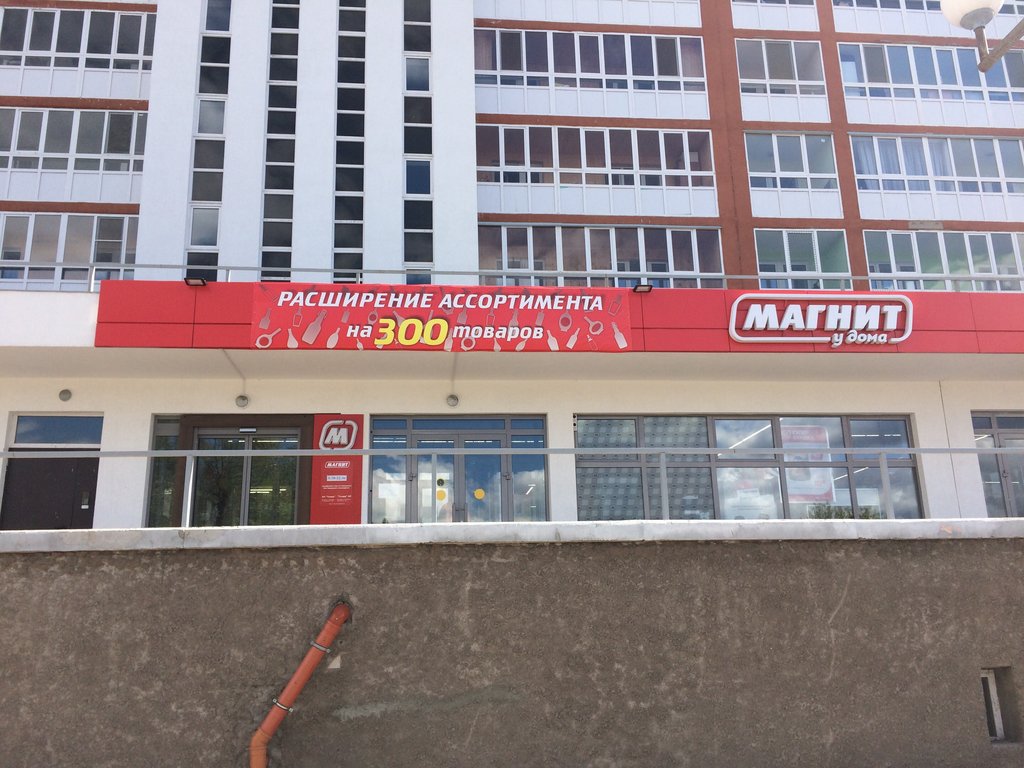 РАСШИРЕНИЕ АССОРТИМЕНТА
на 300 товаров
МАГНИТ
у дома
М
МАГНИТ